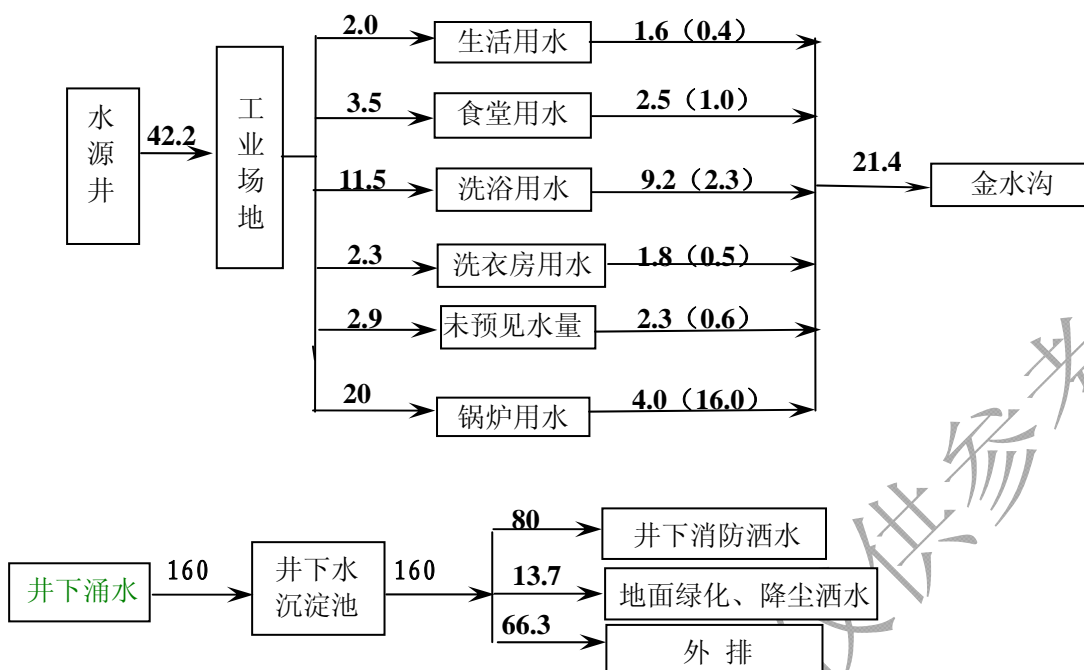 2.0
生活用水
1.6（0.4）
水源井
42.2
工业场地
3.5
食堂用水
2.5（1.0）
11.5
洗浴用水
9.2（2.3）
21.4
金水沟
2.3
洗衣房用水
1.8（0.5）
2.9
未预见水量
2.3（0.6）
20
锅炉用水
4.0（16.0）
井下涌水
160
井下水
沉淀池
160
80
井下消防洒水
13.7
地面绿化、降尘洒水
66.3
外 排
仅供参考